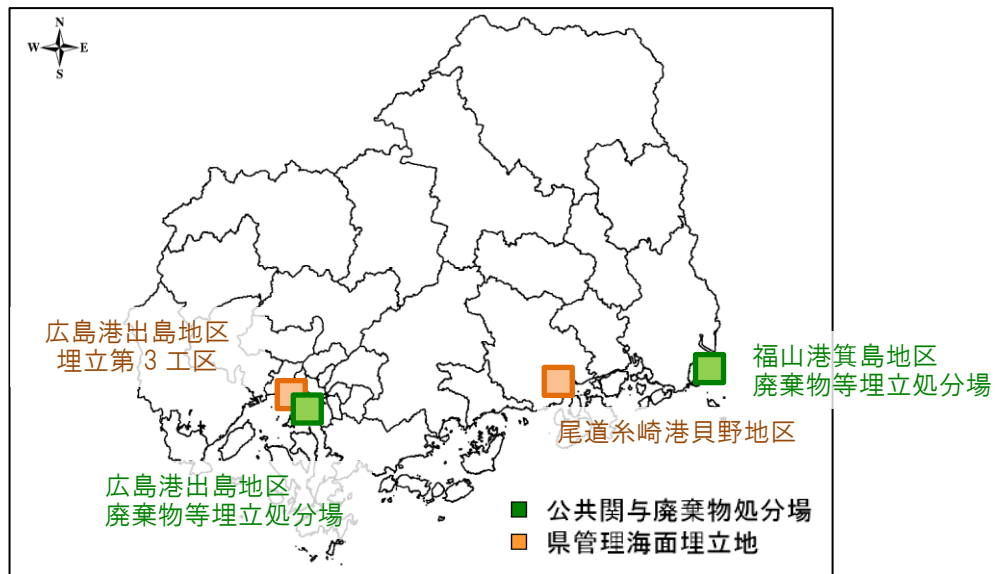 N
W E
S
広島港出島地区
埋立第3工区
福山港箕島地区
廃棄物等埋立処分場
尾道糸崎港貝野地区
広島港出島地区
廃棄物等埋立処分場
公共関与廃棄物処分場
県管理海面埋立地